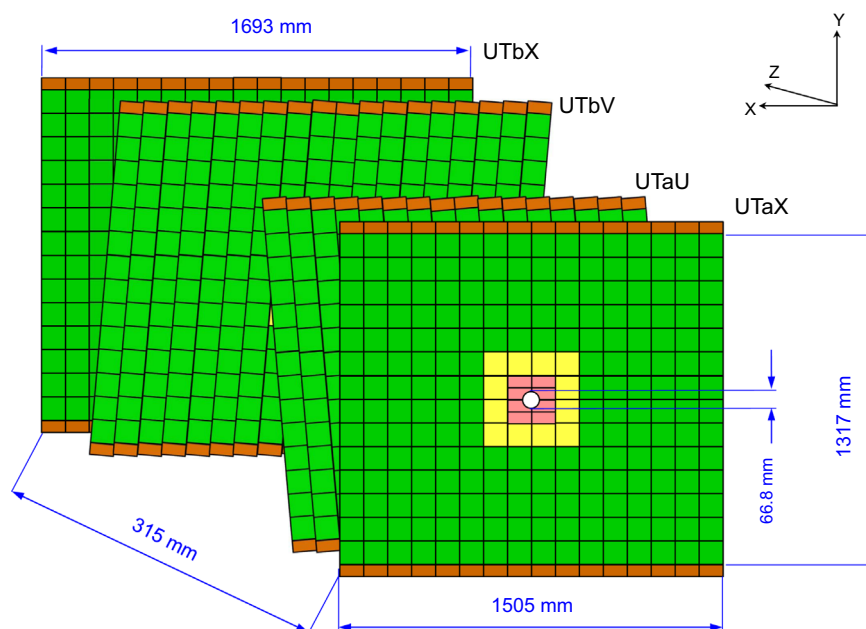 1693 mm
UTbX
Y
Z
X
UTbV
UTaU
UTaX
1317 mm
66.8 mm
315 mm
1505 mm